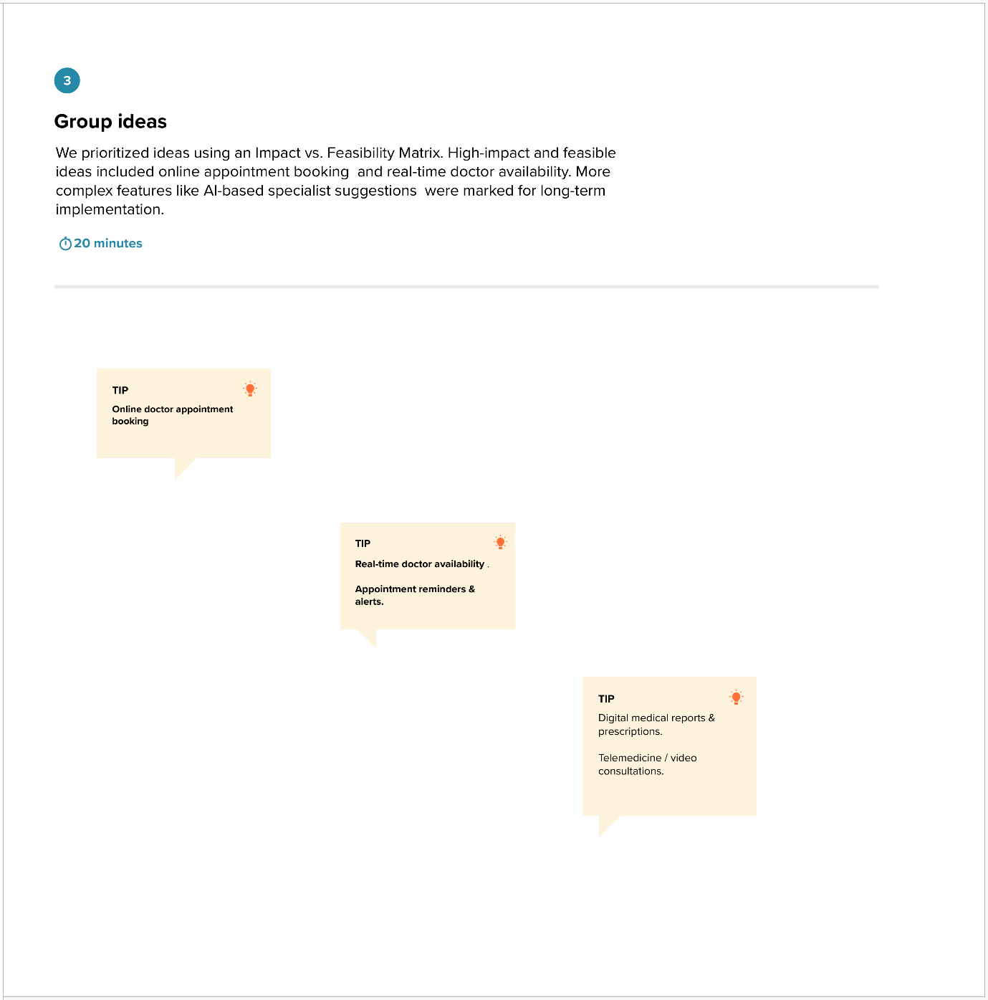 3
Group ideas
We prioritized ideas using an Impact vs. Feasibility Matrix. High-impact and feasible
ideas included online appointment booking  and real-time doctor availability. More
complex features like AI-based specialist suggestions  were marked for long-term
implementation.
20 minutes
TIP
Online doctor appointment
booking
TIP
Real-time doctor availability .
Appointment reminders &
alerts.
TIP
Digital medical reports &
prescriptions.
Telemedicine / video
consultations.